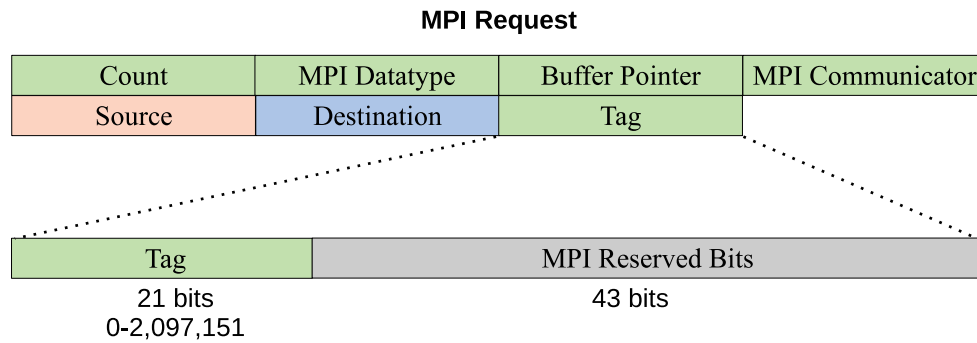 MPI Request
Count MPI Datatype Buffer Pointer MPI Communicator
Source Destination Tag
Tag MPI Reserved Bits
21 bits 43 bits
0-2,097,151